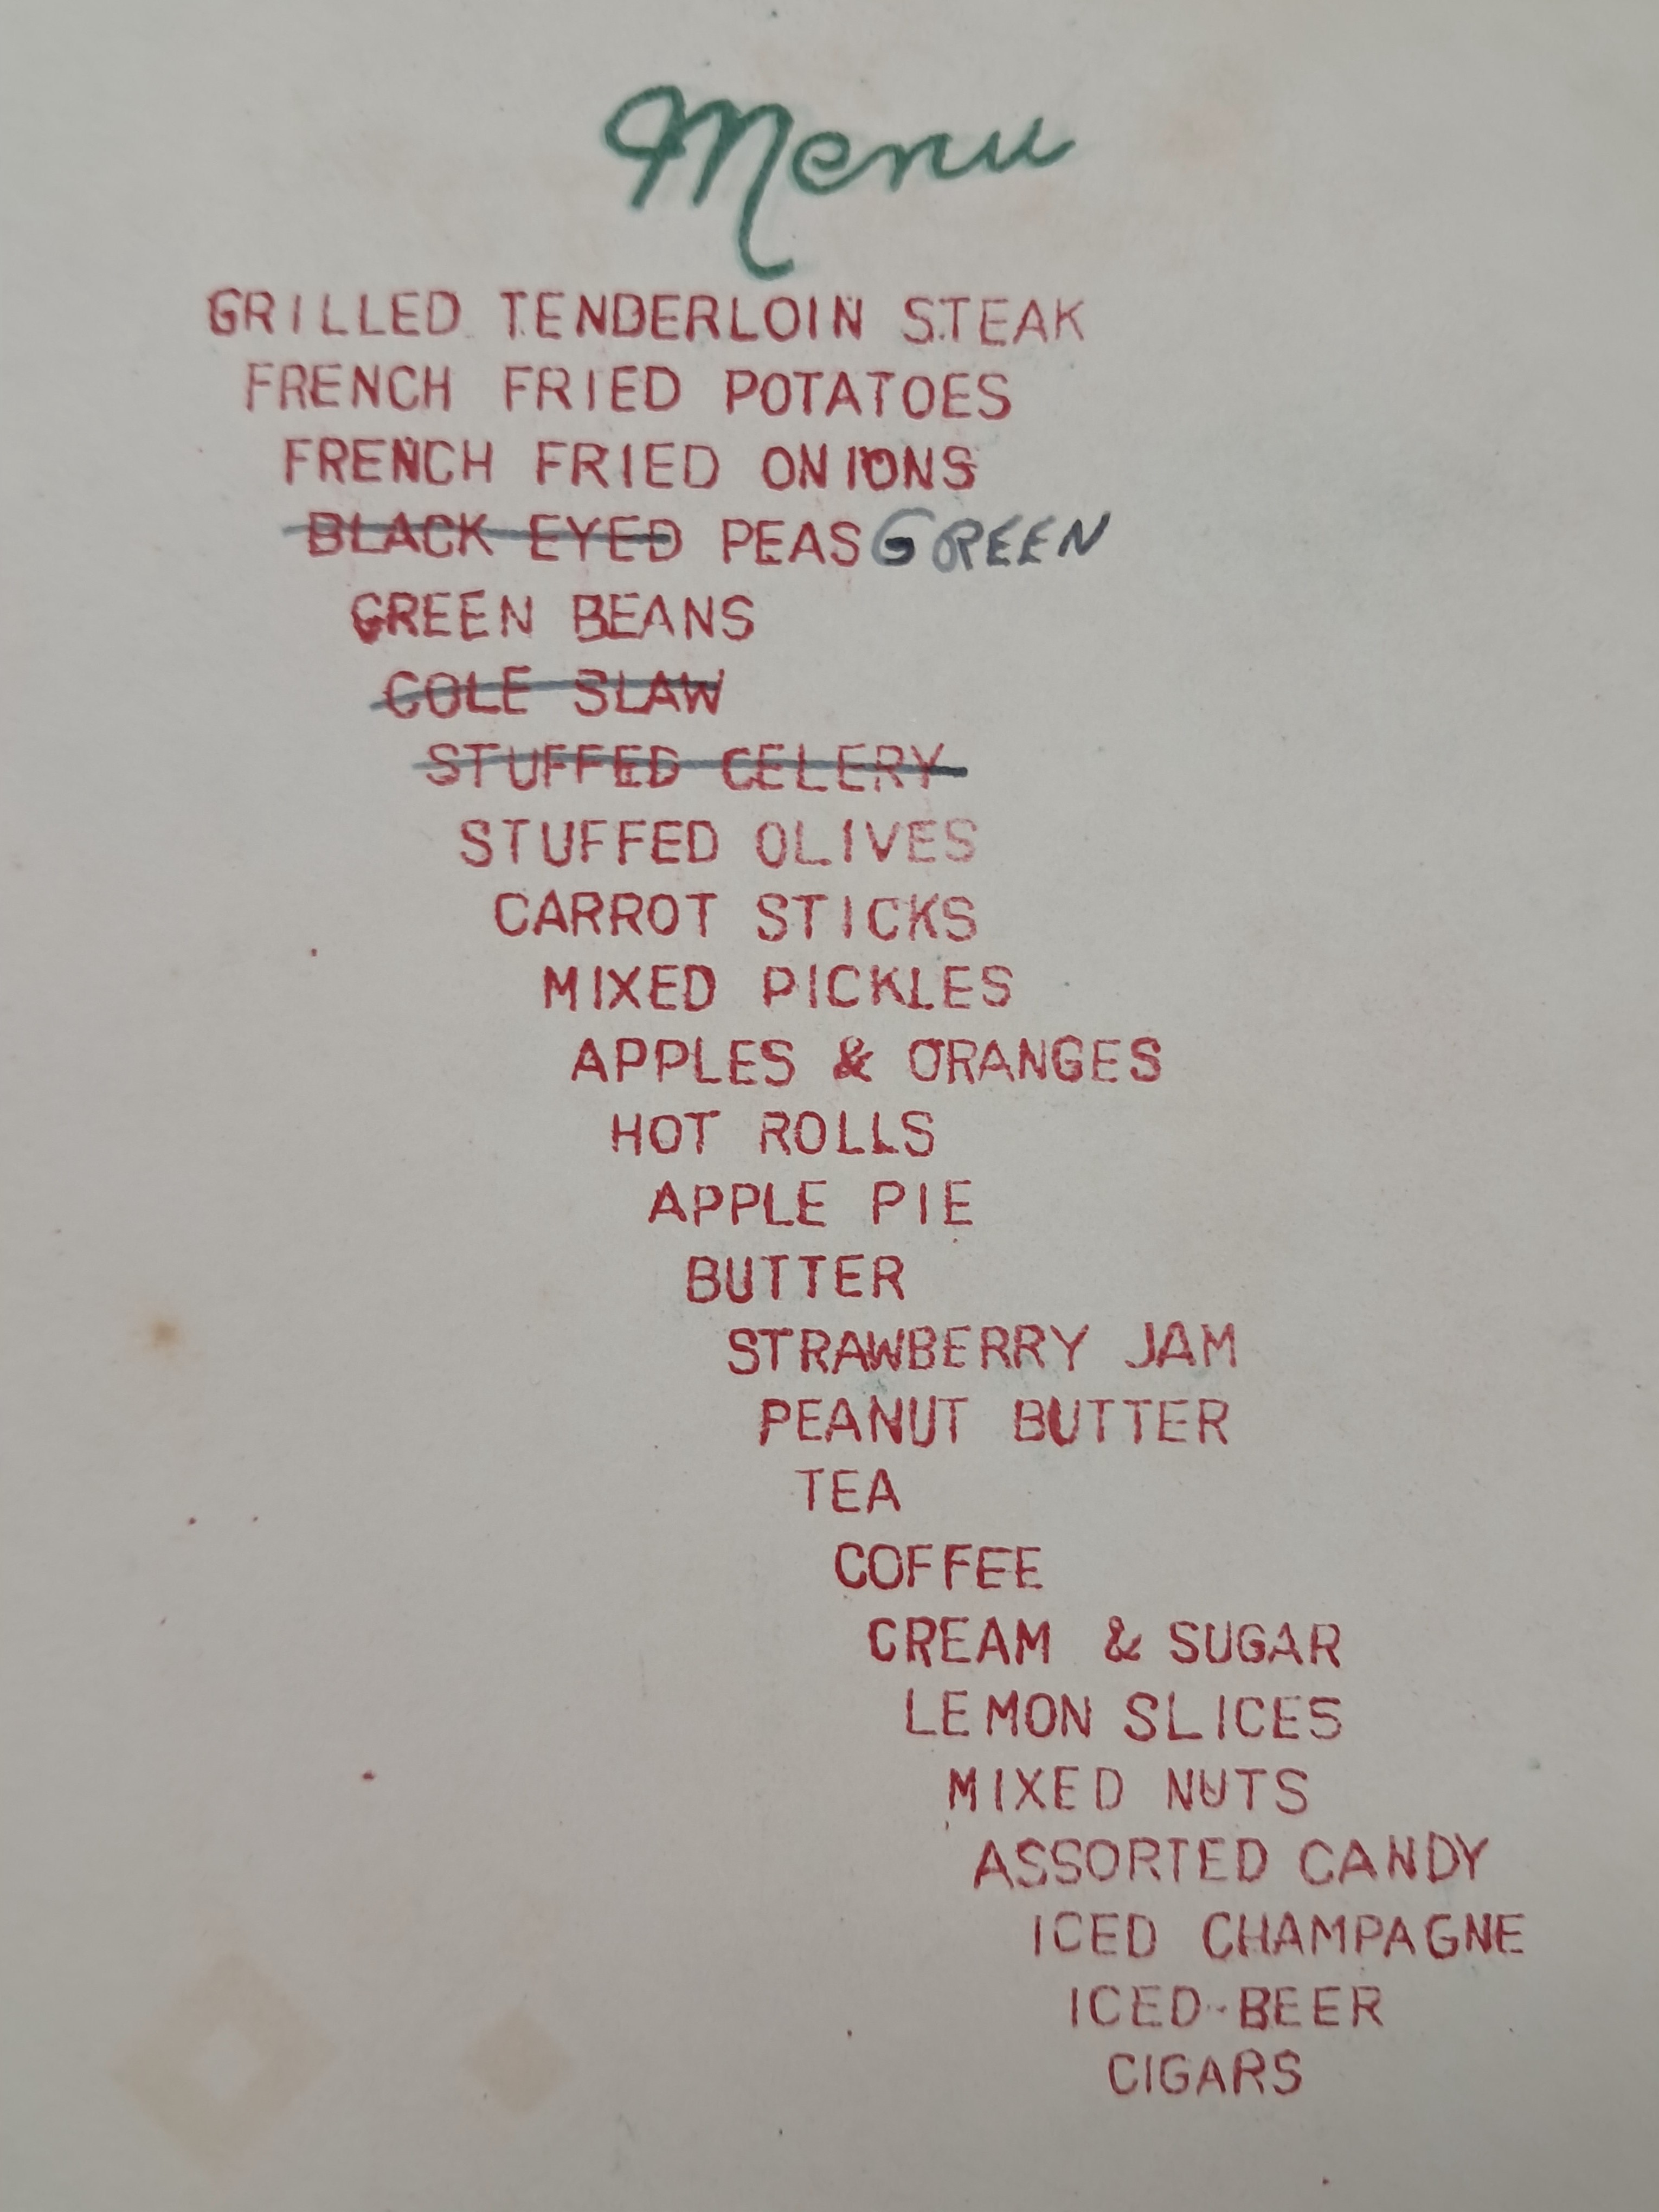 Menu
GRILLED TENDERLOIN STEAK
FRENCH FRIED POTATOES
FRENCH FRIED ONIONS
BLACK EYED PEAS GREEN
GREEN BEANS
COLE SLAW
STUFFED CELERY
STUFFED OLIVES
CARROT STICKS
MIXED PICKLES
APPLES & ORANGES
HOT ROLLS
APPLE PIE
BUTTER
STRAWBERRY JAM
PEANUT BUTTER
TEA
COFFEE
CREAM & SUGAR
LEMON SLICES
MIXED NUTS
ASSORTED CANDY
ICED CHAMPAGNE
ICED-BEER
CIGARS